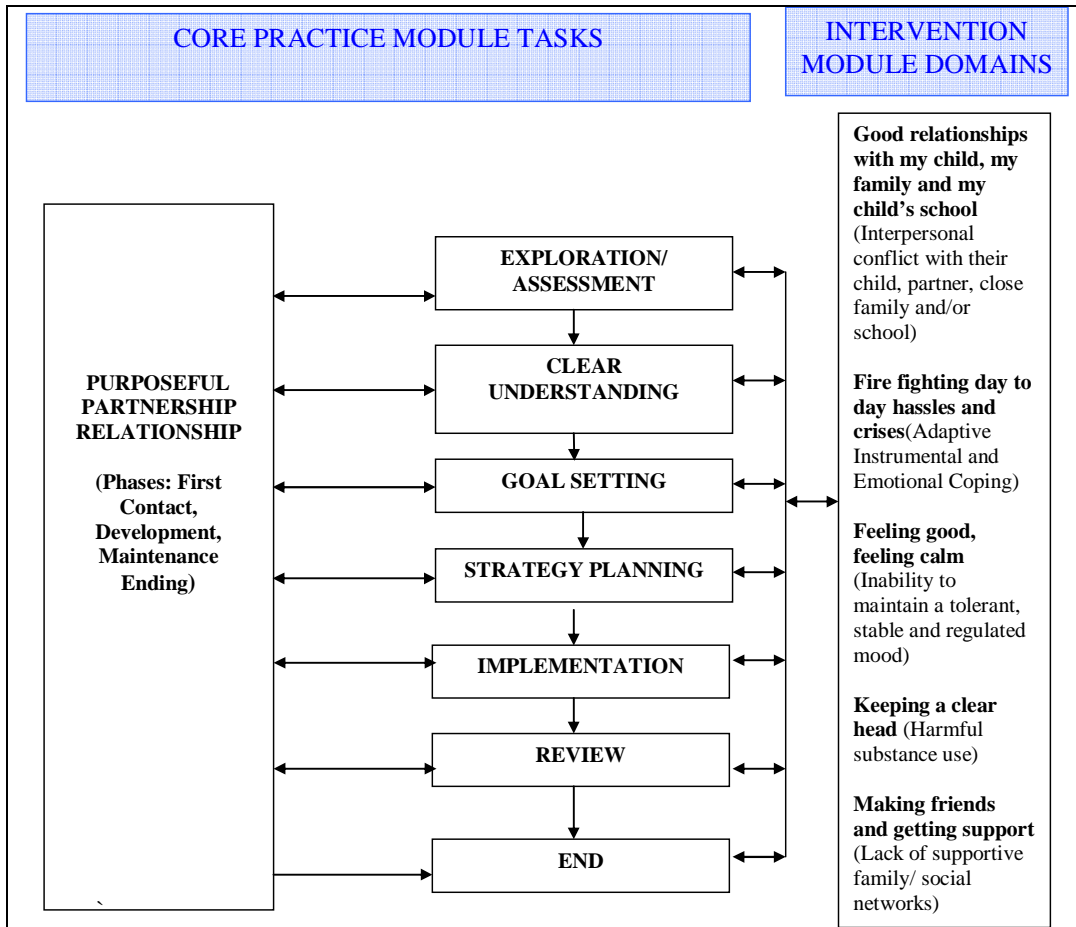 CORE PRACTICE MODULE TASKS
INTERVENTION
MODULE DOMAINS
PURPOSEFUL
PARTNERSHIP
RELATIONSHIP
(Phases: First
Contact,
Development,
Maintenance
Ending)
`
EXPLORATION/
ASSESSMENT
CLEAR
UNDERSTANDING
GOAL SETTING
STRATEGY PLANNING
IMPLEMENTATION
REVIEW
END
Good relationships
with my child, my
family and my
child’s school
(Interpersonal
conflict with their
child, partner, close
family and/or
school)
Fire fighting day to
day hassles and
crises(Adaptive
Instrumental and
Emotional Coping)
Feeling good,
feeling calm
(Inability to
maintain a tolerant,
stable and regulated
mood)
Keeping a clear
head (Harmful
substance use)
Making friends
and getting support
(Lack of supportive
family/ social
networks)